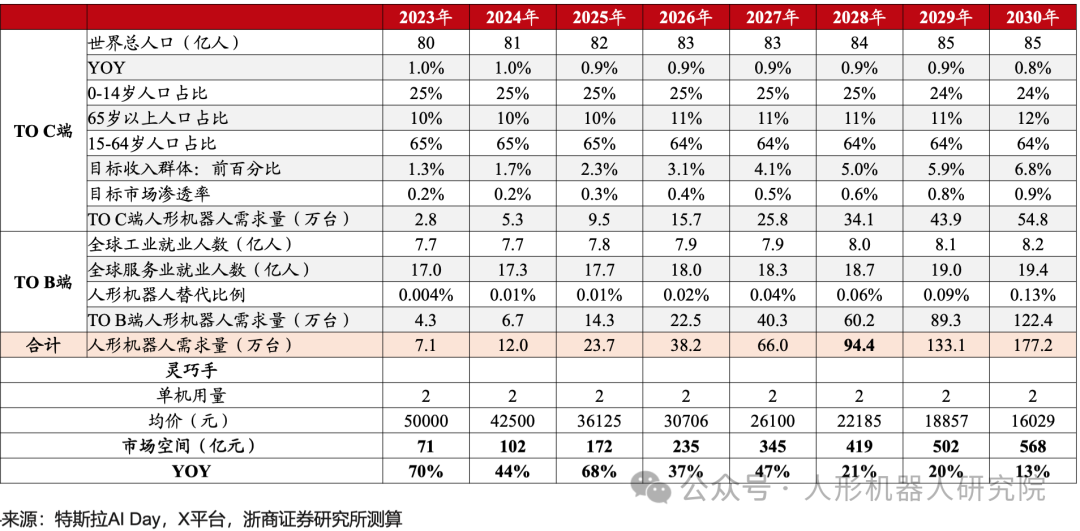 2023年 2024年 2025年 2026年 2027年 2028年 2029年 2030年
TO C端
世界总人口（亿人） 80 81 82 83 83 84 85 85
YOY 1.0% 1.0% 0.9% 0.9% 0.9% 0.9% 0.9% 0.8%
0-14岁人口占比 25% 25% 25% 25% 25% 25% 24% 24%
65岁以上人口占比 10% 10% 10% 11% 11% 11% 11% 12%
15-64岁人口占比 65% 65% 65% 64% 64% 64% 64% 64%
目标收入群体：前百分比 1.3% 1.7% 2.3% 3.1% 4.1% 5.0% 5.9% 6.8%
目标市场渗透率 0.2% 0.2% 0.3% 0.4% 0.5% 0.6% 0.8% 0.9%
TO C端人形机器人需求量（万台） 2.8 5.3 9.5 15.7 25.8 34.1 43.9 54.8
TO B端
全球工业就业人数（亿人） 7.7 7.7 7.8 7.9 7.9 8.0 8.1 8.2
全球服务业就业人数（亿人） 17.0 17.3 17.7 18.0 18.3 18.7 19.0 19.4
人形机器人替代比例 0.004% 0.01% 0.01% 0.02% 0.04% 0.06% 0.09% 0.13%
TO B端人形机器人需求量（万台） 4.3 6.7 14.3 22.5 40.3 60.2 89.3 122.4
合计 人形机器人需求量（万台） 7.1 12.0 23.7 38.2 66.0 94.4 133.1 177.2
灵巧手
单机用量 2 2 2 2 2 2 2 2
均价（元） 50000 42500 36125 30706 26100 22185 18857 16029
市场空间（亿元） 71 102 172 235 345 419 502 568
YOY 70% 44% 68% 37% 47% 21% 20% 13%
公众号·人形机器人研究院
来源：特斯拉AI Day，X平台，浙商证券研究所测算